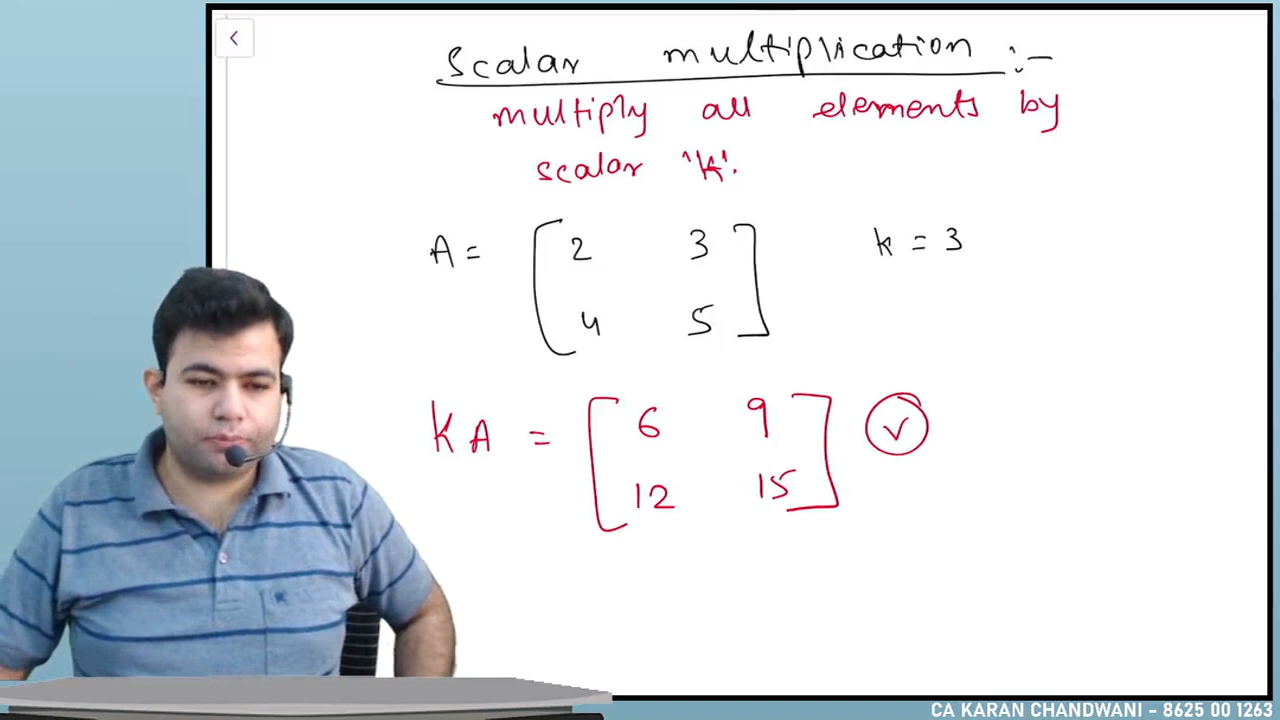 Scalar multiplication :-
multiply all elements by
scalar 'k'.
A = [ 2 3
4 5 ] k = 3
KA = [ 6 9
12 15 ] ✓
CA KARAN CHANDWANI - 8625 00 1263